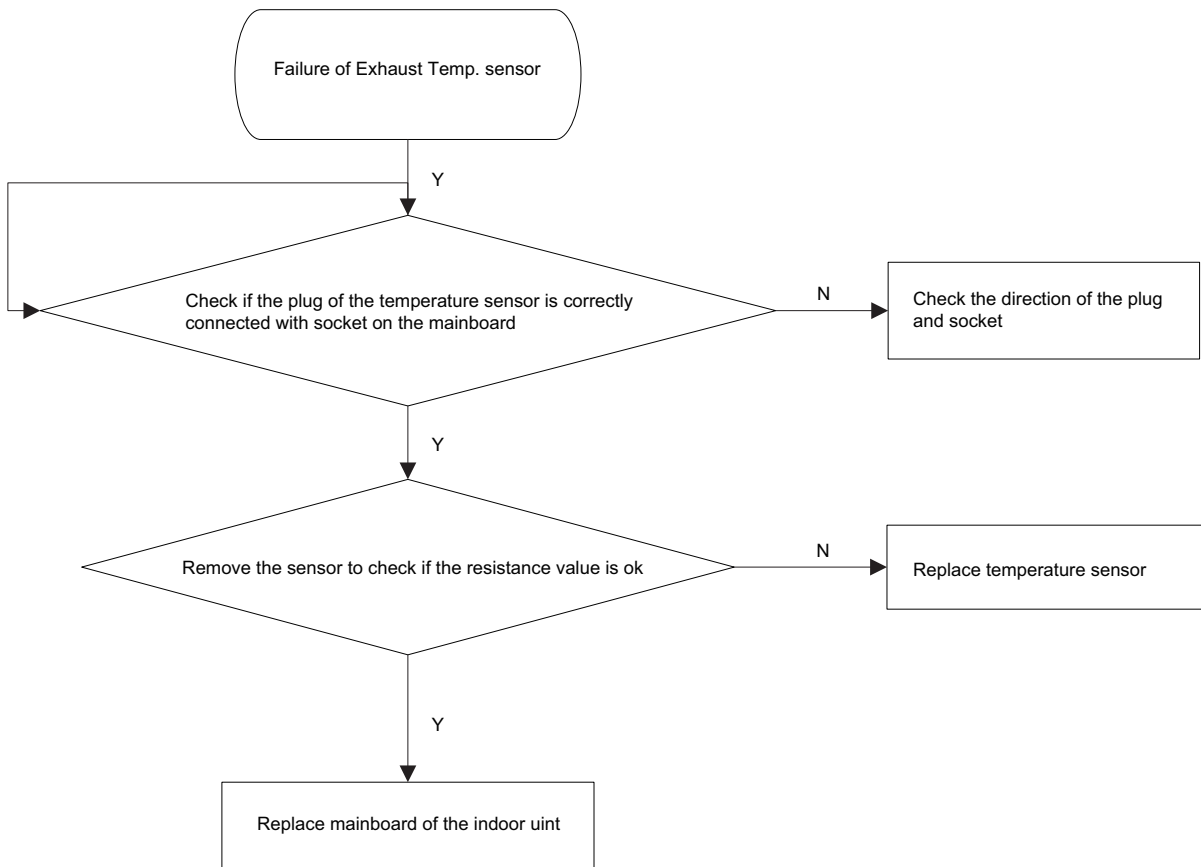 Failure of Exhaust Temp. sensor
Y
Check if the plug of the temperature sensor is correctly
connected with socket on the mainboard
N
Check the direction of the plug
and socket
Y
Remove the sensor to check if the resistance value is ok
N
Replace temperature sensor
Y
Replace mainboard of the indoor uint